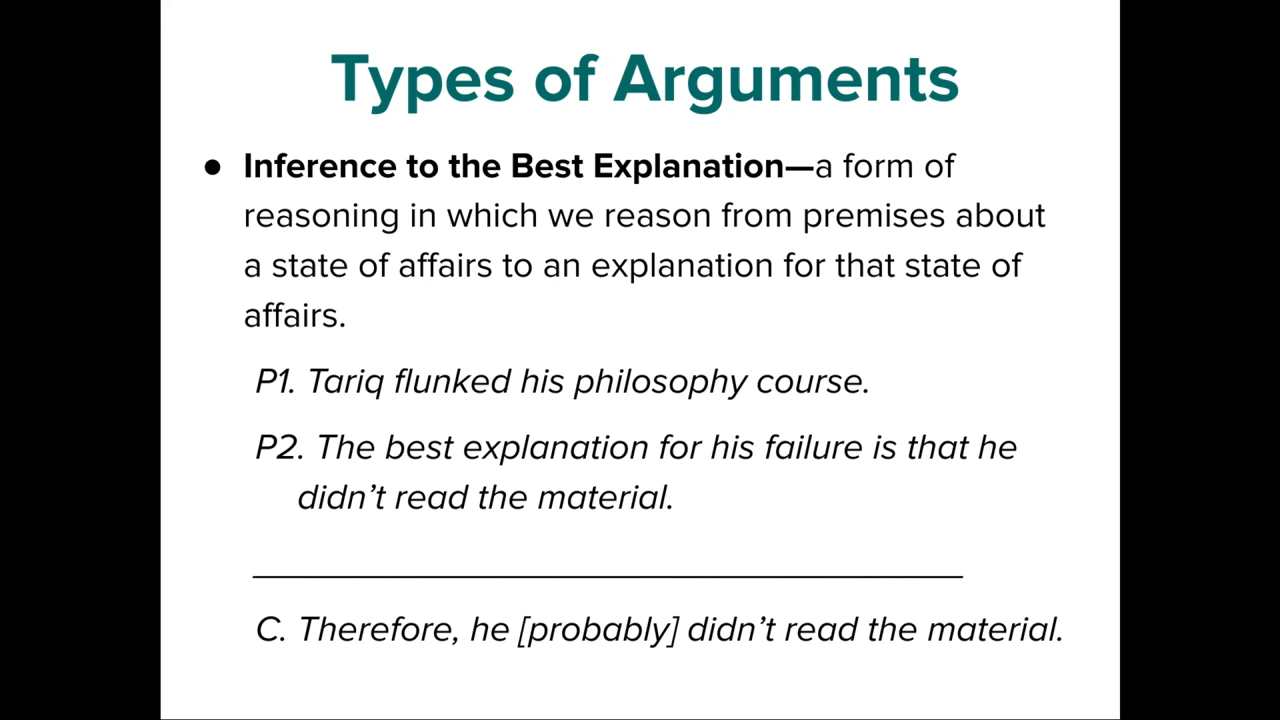 Types of Arguments
● Inference to the Best Explanation—a form of
reasoning in which we reason from premises about
a state of affairs to an explanation for that state of
affairs.
P1. Tariq flunked his philosophy course.
P2. The best explanation for his failure is that he
didn’t read the material.
C. Therefore, he [probably] didn’t read the material.